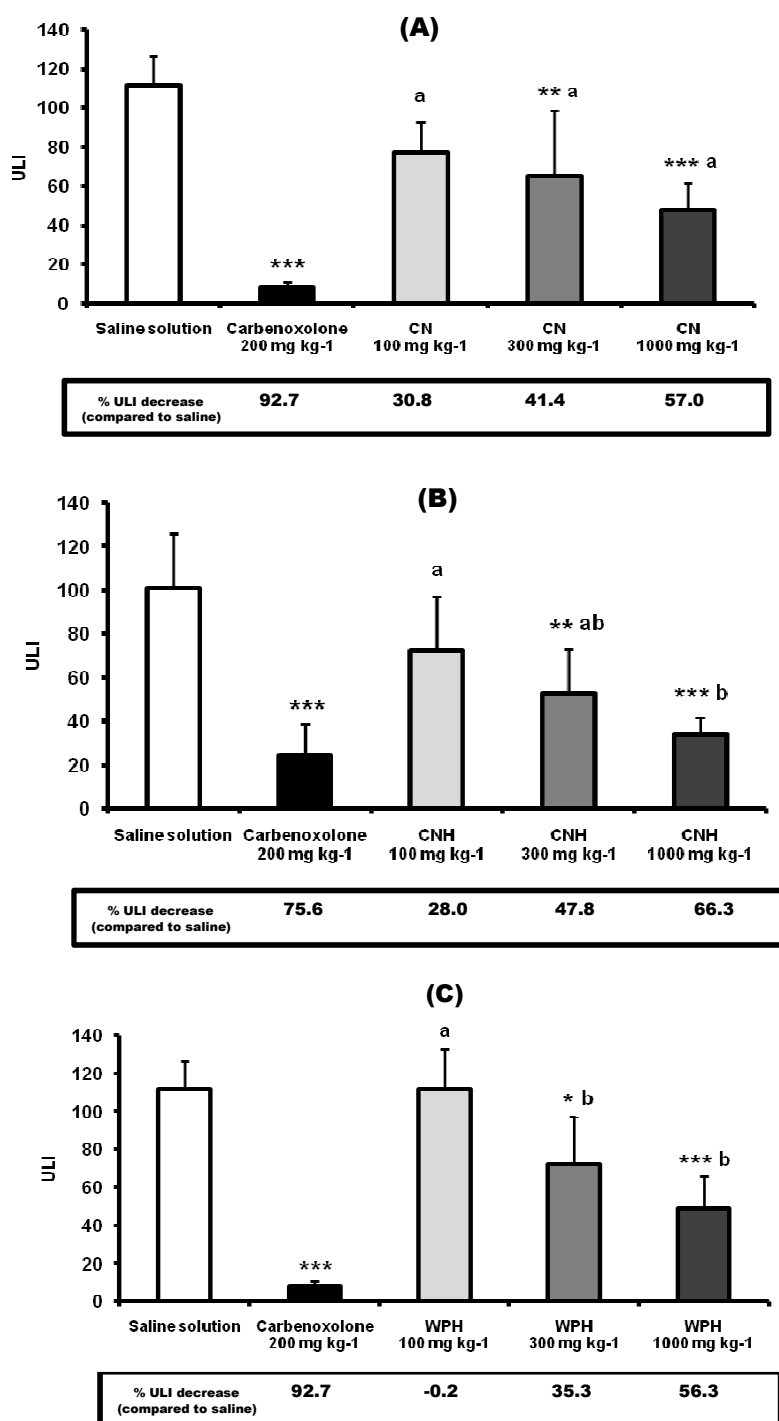 (A)
140
120
100
80
60
40
20
0
ULI
***
a
** a
*** a
Saline solution Carbenoxolone CN CN CN
200 mg kg-1 100 mg kg-1 300 mg kg-1 1000 mg kg-1
% ULI decrease 92.7 30.8 41.4 57.0
(compared to saline)
(B)
140
120
100
80
60
40
20
0
ULI
***
a
** ab
*** b
Saline solution Carbenoxolone CNH CNH CNH
200 mg kg-1 100 mg kg-1 300 mg kg-1 1000 mg kg-1
% ULI decrease 75.6 28.0 47.8 66.3
(compared to saline)
(C)
140
120
100
80
60
40
20
0
ULI
***
a
* b
*** b
Saline solution Carbenoxolone WPH WPH WPH
200 mg kg-1 100 mg kg-1 300 mg kg-1 1000 mg kg-1
% ULI decrease 92.7 -0.2 35.3 56.3
(compared to saline)